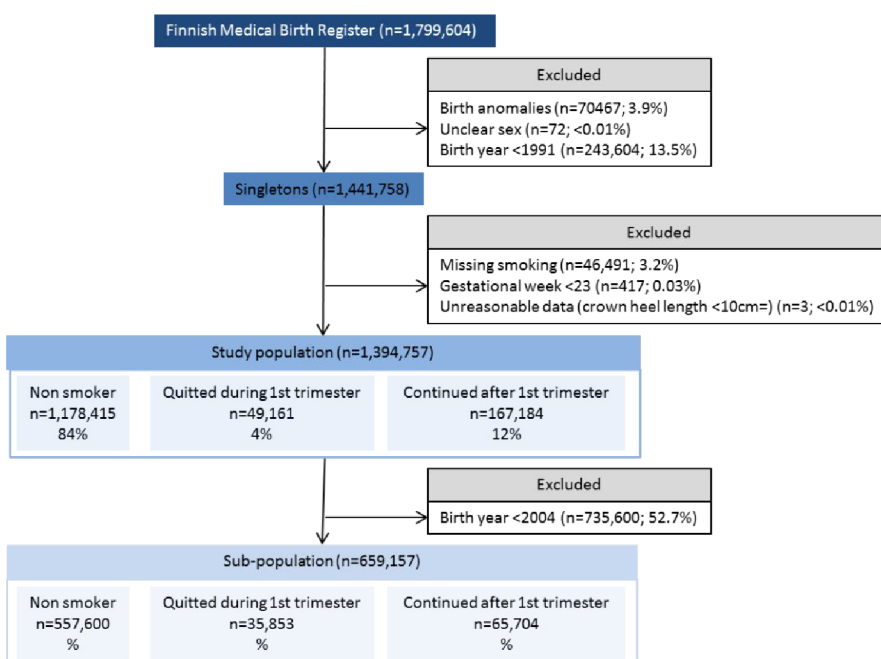 Finnish Medical Birth Register (n=1,799,604)
Excluded
Birth anomalies (n=70467; 3.9%)
Unclear sex (n=72; <0.01%)
Birth year <1991 (n=243,604; 13.5%)
Singletons (n=1,441,758)
Excluded
Missing smoking (n=46,491; 3.2%)
Gestational week <23 (n=417; 0.03%)
Unreasonable data (crown heel length <10cm=) (n=3; <0.01%)
Study population (n=1,394,757)
Non smoker
n=1,178,415
84%
Quitted during 1st trimester
n=49,161
4%
Continued after 1st trimester
n=167,184
12%
Excluded
Birth year <2004 (n=735,600; 52.7%)
Sub-population (n=659,157)
Non smoker
n=557,600
%
Quitted during 1st trimester
n=35,853
%
Continued after 1st trimester
n=65,704
%